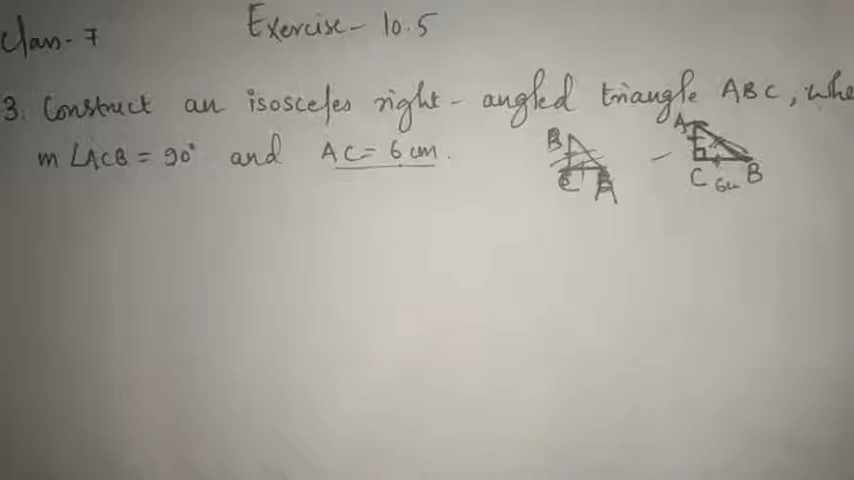 Class - 7 Exercise - 10.5
3. Construct an isosceles right-angled triangle ABC, whe
m ∠ACB = 90° and AC = 6 cm.
B
C A
A
C 6cm B